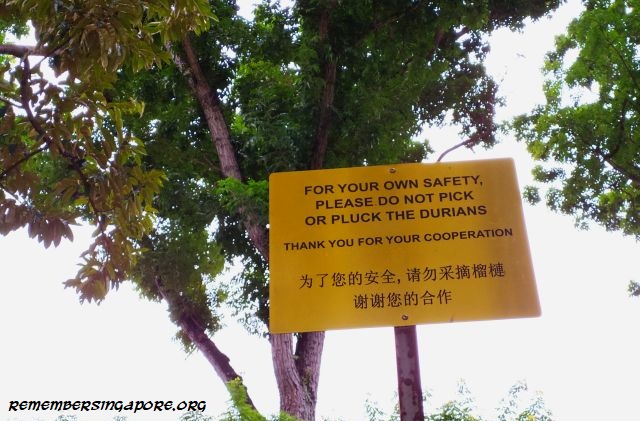 FOR YOUR OWN SAFETY,
PLEASE DO NOT PICK
OR PLUCK THE DURIANS
THANK YOU FOR YOUR COOPERATION
为了您的安全, 请勿采摘榴梿
谢谢您的合作
REMEMBERSINGAPORE.ORG